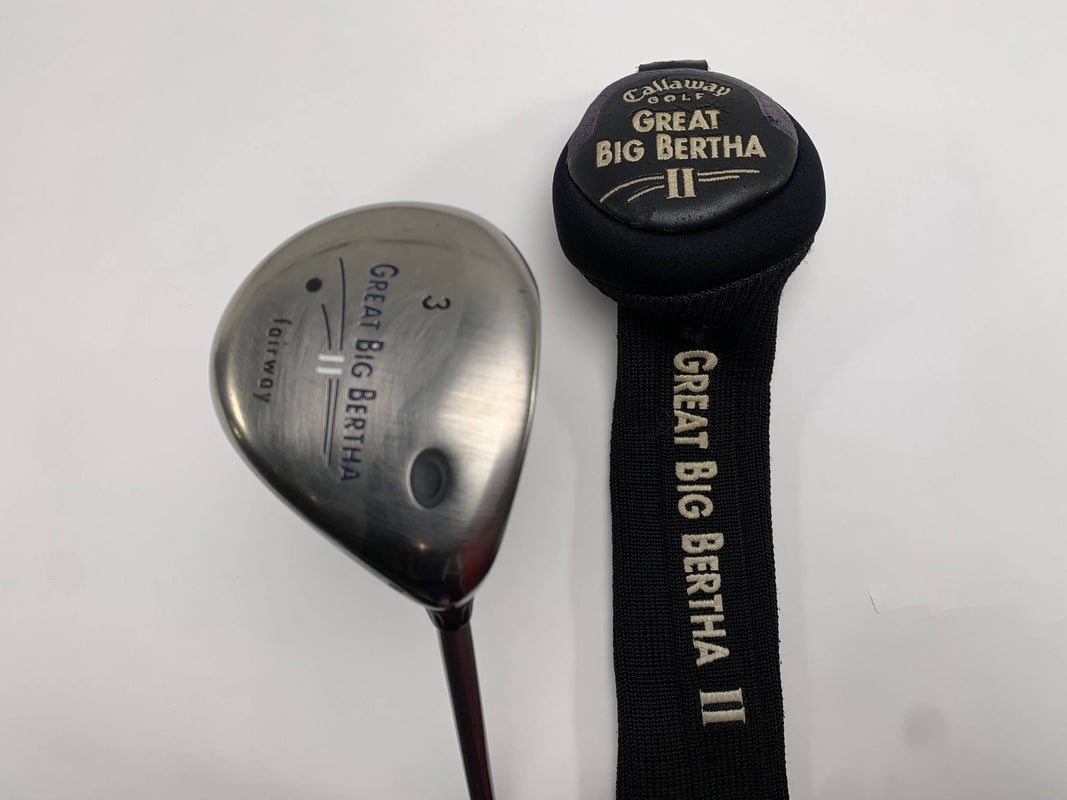 3
GREAT BIG BERTHA
II
fairway
Callaway
GOLF
GREAT
BIG BERTHA
II
GREAT BIG BERTHA II